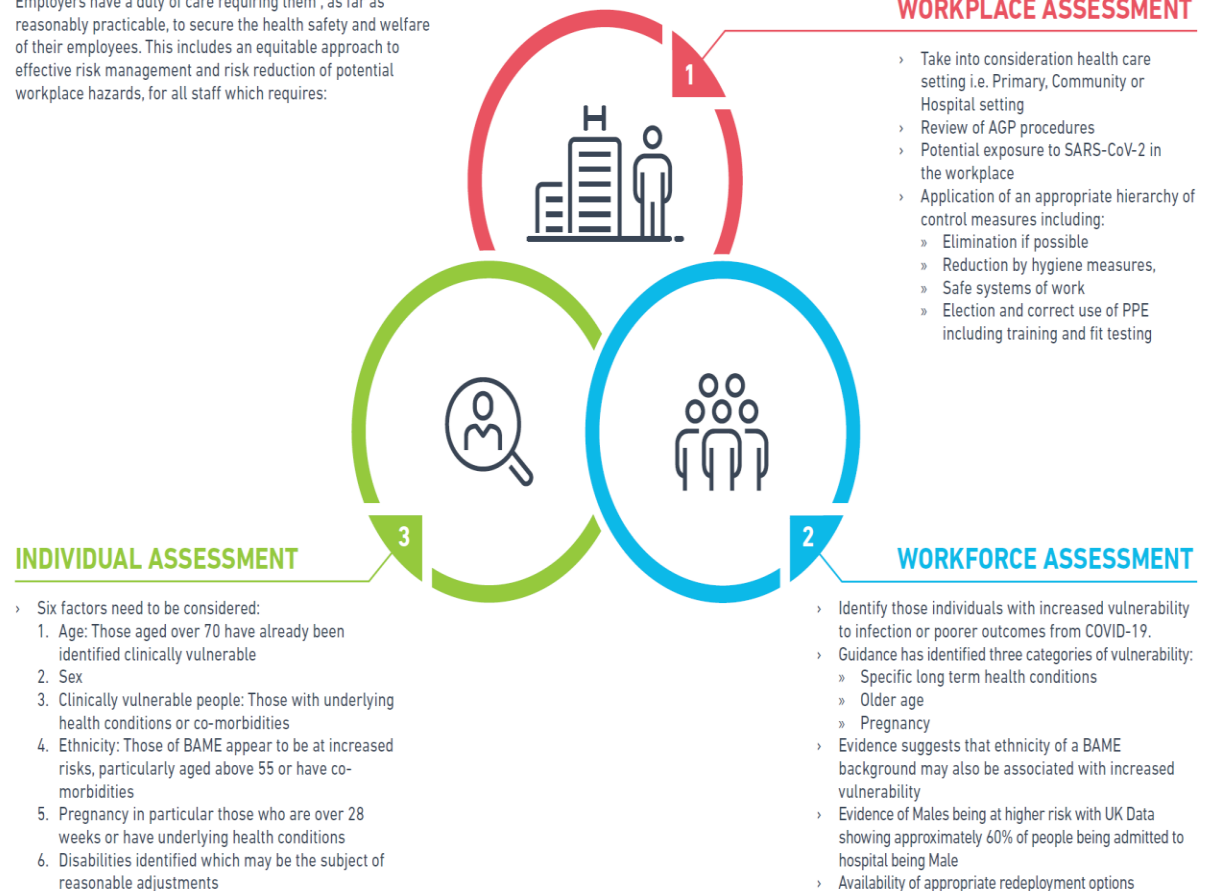 Employers have a duty of care requiring them , as far as
reasonably practicable, to secure the health safety and welfare
of their employees. This includes an equitable approach to
effective risk management and risk reduction of potential
workplace hazards, for all staff which requires:
WORKPLACE ASSESSMENT
1
› Take into consideration health care
setting i.e. Primary, Community or
Hospital setting
› Review of AGP procedures
› Potential exposure to SARS-CoV-2 in
the workplace
› Application of an appropriate hierarchy of
control measures including:
» Elimination if possible
» Reduction by hygiene measures,
» Safe systems of work
» Election and correct use of PPE
including training and fit testing
H
3
INDIVIDUAL ASSESSMENT
› Six factors need to be considered:
1. Age: Those aged over 70 have already been
identified clinically vulnerable
2. Sex
3. Clinically vulnerable people: Those with underlying
health conditions or co-morbidities
4. Ethnicity: Those of BAME appear to be at increased
risks, particularly aged above 55 or have co-
morbidities
5. Pregnancy in particular those who are over 28
weeks or have underlying health conditions
6. Disabilities identified which may be the subject of
reasonable adjustments
2
WORKFORCE ASSESSMENT
› Identify those individuals with increased vulnerability
to infection or poorer outcomes from COVID-19.
› Guidance has identified three categories of vulnerability:
» Specific long term health conditions
» Older age
» Pregnancy
› Evidence suggests that ethnicity of a BAME
background may also be associated with increased
vulnerability
› Evidence of Males being at higher risk with UK Data
showing approximately 60% of people being admitted to
hospital being Male
› Availability of appropriate redeployment options